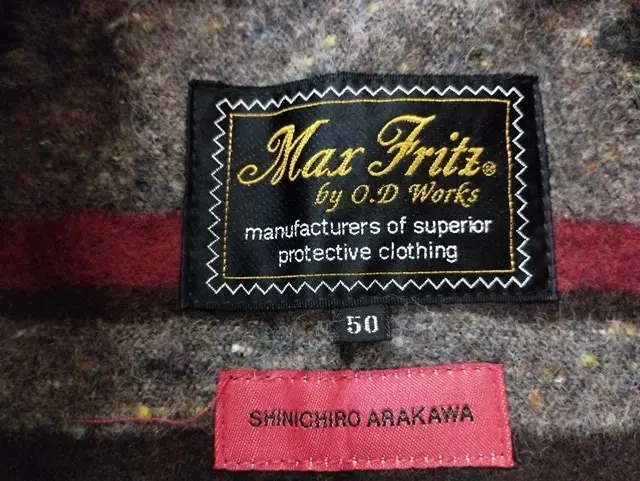 Max Fritz®
by O.D Works
manufacturers of superior
protective clothing
50
SHINICHIRO ARAKAWA